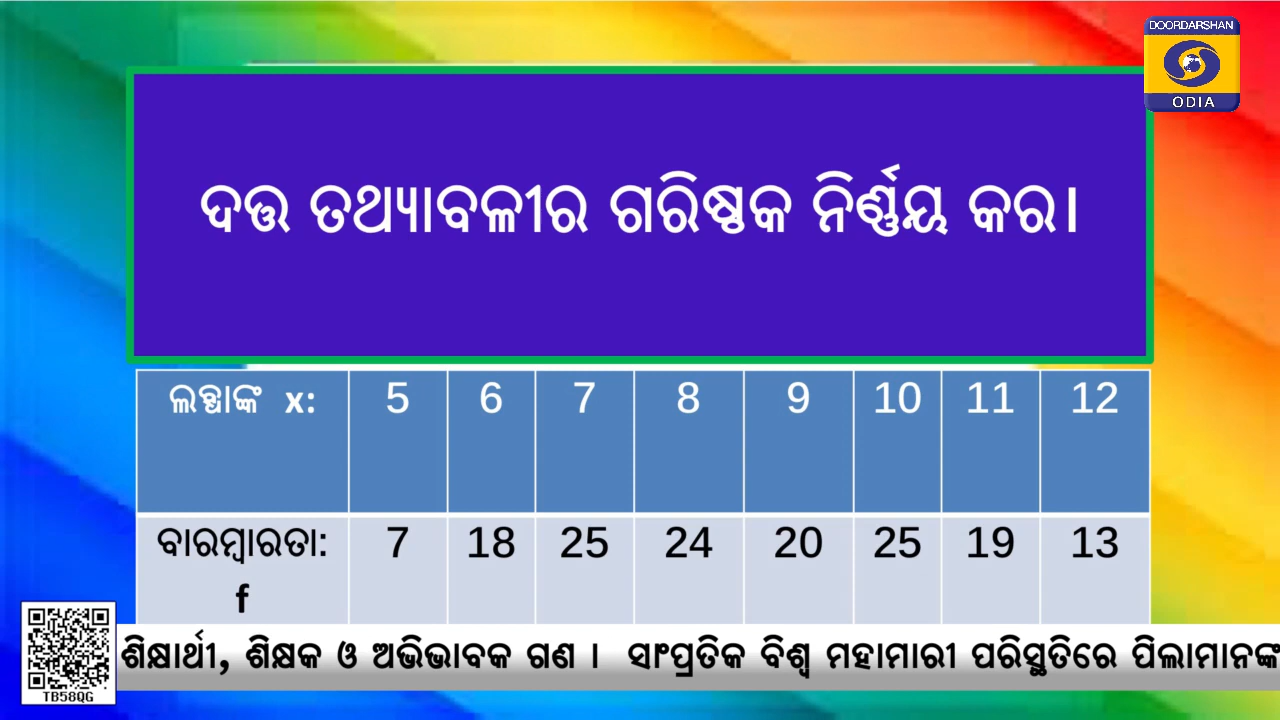 DOORDARSHAN
ODIA
ଦତ୍ତ ତଥ୍ୟାବଳୀର ଗରିଷ୍ଠକ ନିର୍ଣ୍ଣୟ କର।
ଲବ୍ଧାଙ୍କ x: 5 6 7 8 9 10 11 12
ବାରମ୍ବାରତା: 7 18 25 24 20 25 19 13
f
ଶିକ୍ଷାର୍ଥୀ, ଶିକ୍ଷକ ଓ ଅଭିଭାବକ ଗଣ । ସାଂପ୍ରତିକ ବିଶ୍ୱ ମହାମାରୀ ପରିସ୍ଥିତିରେ ପିଲାମାନଙ୍କ
TB58QG